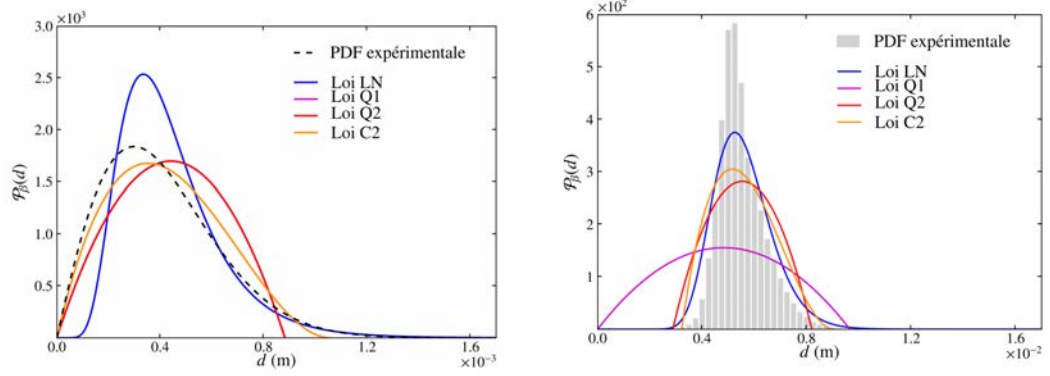 ×10³
3.0
2.5
2.0
1.5
1.0
0.5
0.0
0.4
0.8
1.2
1.6
×10⁻³
d (m)
𝒫β(d)
PDF expérimentale
Loi LN
Loi Q1
Loi Q2
Loi C2
×10²
6
5
4
3
2
1
0.0
0.4
0.8
1.2
1.6
×10⁻²
d (m)
𝒫β(d)
PDF expérimentale
Loi LN
Loi Q1
Loi Q2
Loi C2